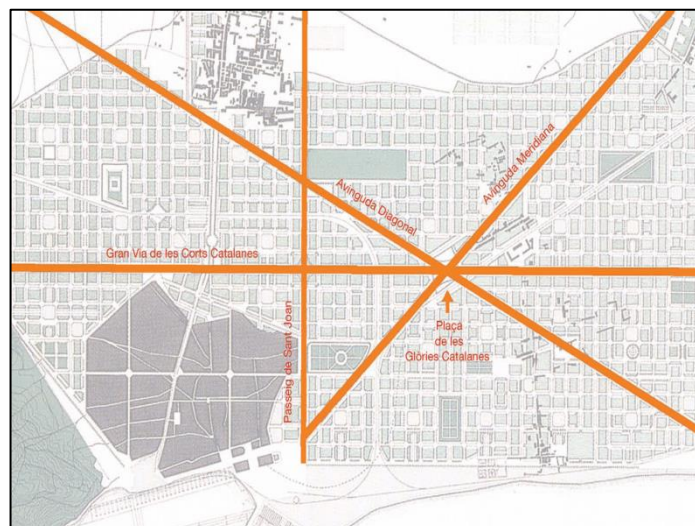 Avinguda Meridiana
Avinguda Diagonal
Gran Via de les Corts Catalanes
Passeig de Sant Joan
Plaça
de les
Glòries Catalanes